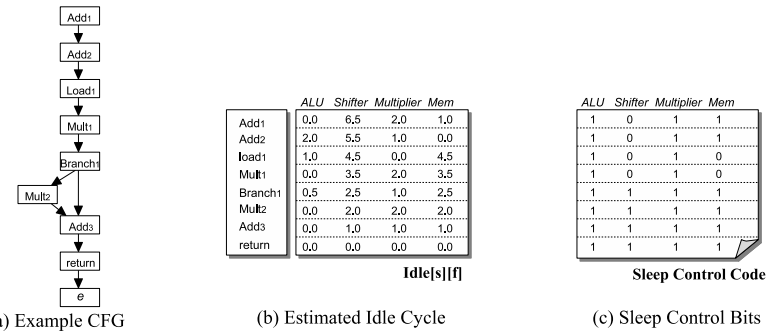 Add1
Add2
Load1
Mult1
Branch1
Mult2
Add3
return
e
a) Example CFG
ALU Shifter Multiplier Mem
Add1 0.0 6.5 2.0 1.0
Add2 2.0 5.5 1.0 0.0
load1 1.0 4.5 0.0 4.5
Mult1 0.0 3.5 2.0 3.5
Branch1 0.5 2.5 1.0 2.5
Mult2 0.0 2.0 2.0 2.0
Add3 0.0 1.0 1.0 1.0
return 0.0 0.0 0.0 0.0
Idle[s][f]
(b) Estimated Idle Cycle
ALU Shifter Multiplier Mem
1 0 1 1
1 0 1 1
1 0 1 0
1 0 1 0
1 1 1 1
1 1 1 1
1 1 1 1
1 1 1 1
Sleep Control Code
(c) Sleep Control Bits